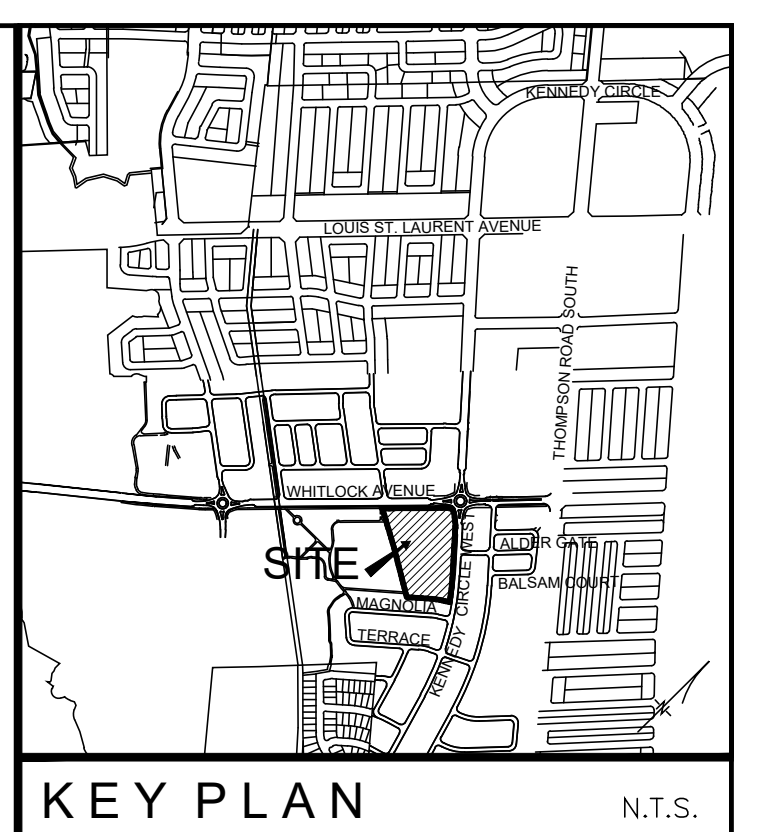 KENNEDY CIRCLE
LOUIS ST. LAURENT AVENUE
THOMPSON ROAD SOUTH
WHITLOCK AVENUE
ALDER GATE
SITE
BALSAM COURT
MAGNOLIA
TERRACE
KENNEDY CIRCLE WEST
N
KEY PLAN
N.T.S.